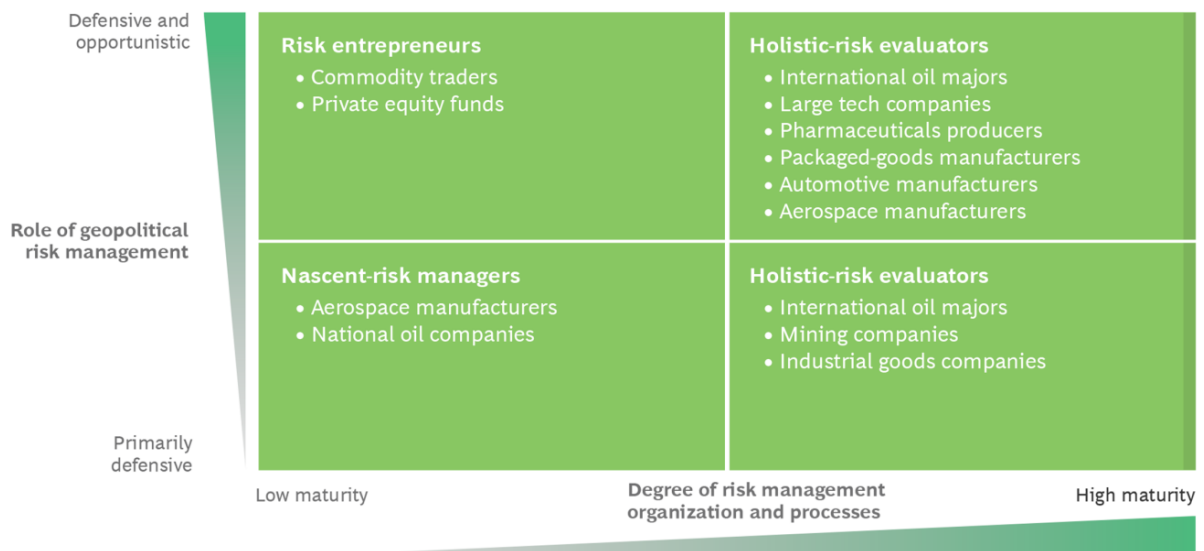 Defensive and
opportunistic
Risk entrepreneurs
• Commodity traders
• Private equity funds
Holistic-risk evaluators
• International oil majors
• Large tech companies
• Pharmaceuticals producers
• Packaged-goods manufacturers
• Automotive manufacturers
• Aerospace manufacturers
Role of geopolitical
risk management
Nascent-risk managers
• Aerospace manufacturers
• National oil companies
Holistic-risk evaluators
• International oil majors
• Mining companies
• Industrial goods companies
Primarily
defensive
Low maturity
Degree of risk management
organization and processes
High maturity